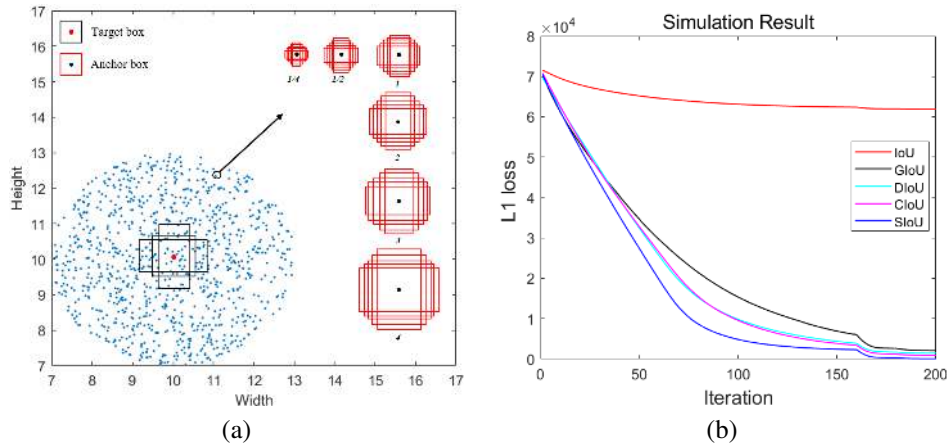 Target box
Anchor box
1/4
1/2
1
2
3
4
17
16
15
14
13
12
11
10
9
8
7
Height
7 8 9 10 11 12 13 14 15 16 17
Width
(a)
Simulation Result
×10⁴
8
7
6
5
4
3
2
1
0
L1 loss
IoU
GIoU
DIoU
CIoU
SIoU
0 50 100 150 200
Iteration
(b)